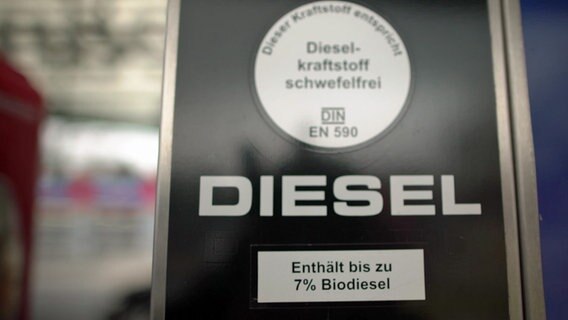 Dieser Kraftstoff entspricht
Diesel-
kraftstoff
schwefelfrei
DIN
EN 590
DIESEL
Enthält bis zu
7% Biodiesel